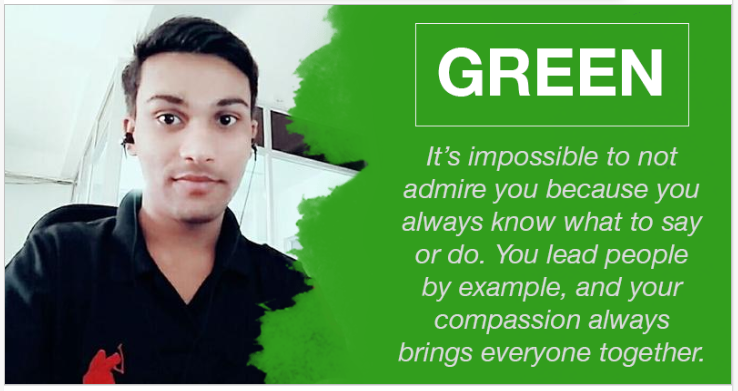 GREEN
It's impossible to not
admire you because you
always know what to say
or do. You lead people
by example, and your
compassion always
brings everyone together.